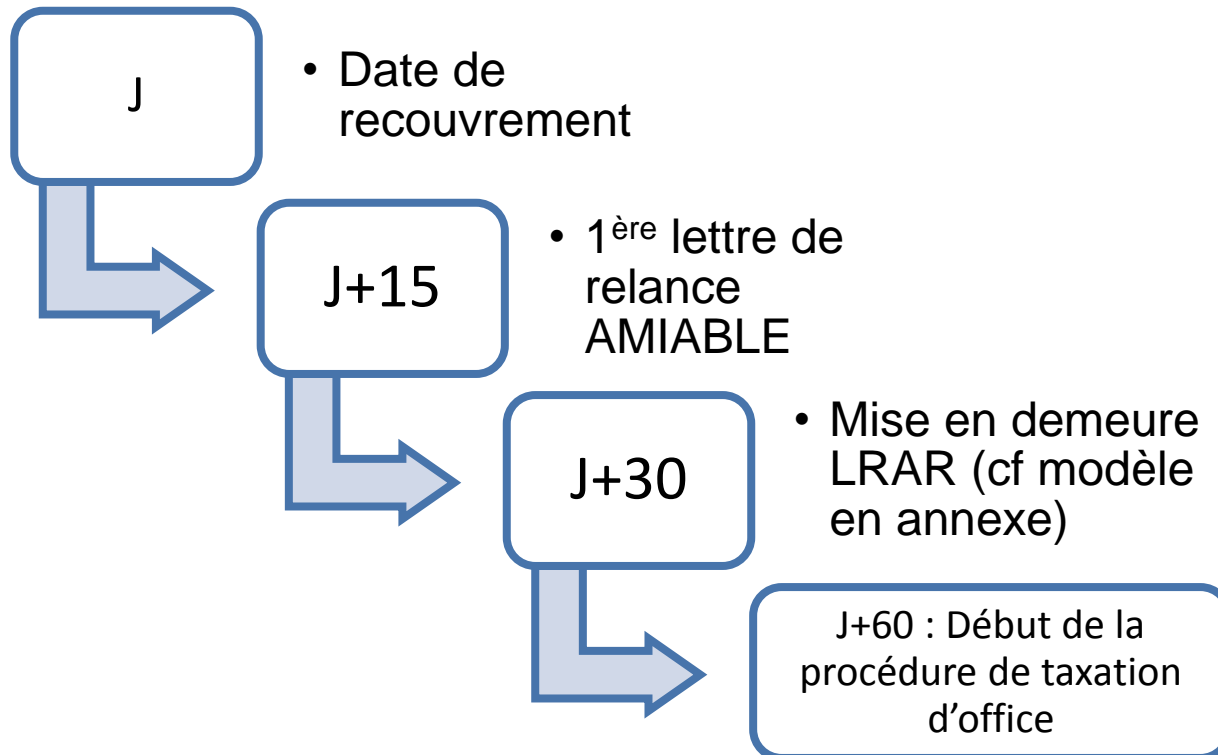 J
• Date de
recouvrement
J+15
• 1ère lettre de
relance
AMIABLE
J+30
• Mise en demeure
LRAR (cf modèle
en annexe)
J+60 : Début de la
procédure de taxation
d’office